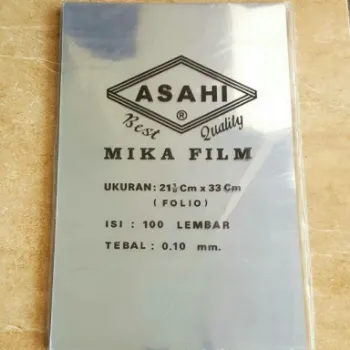 ASAHI
®
Best Quality
MIKA FILM
UKURAN: 21½ Cm x 33 Cm
( FOLIO )
ISI : 100 LEMBAR
TEBAL : 0.10 mm.